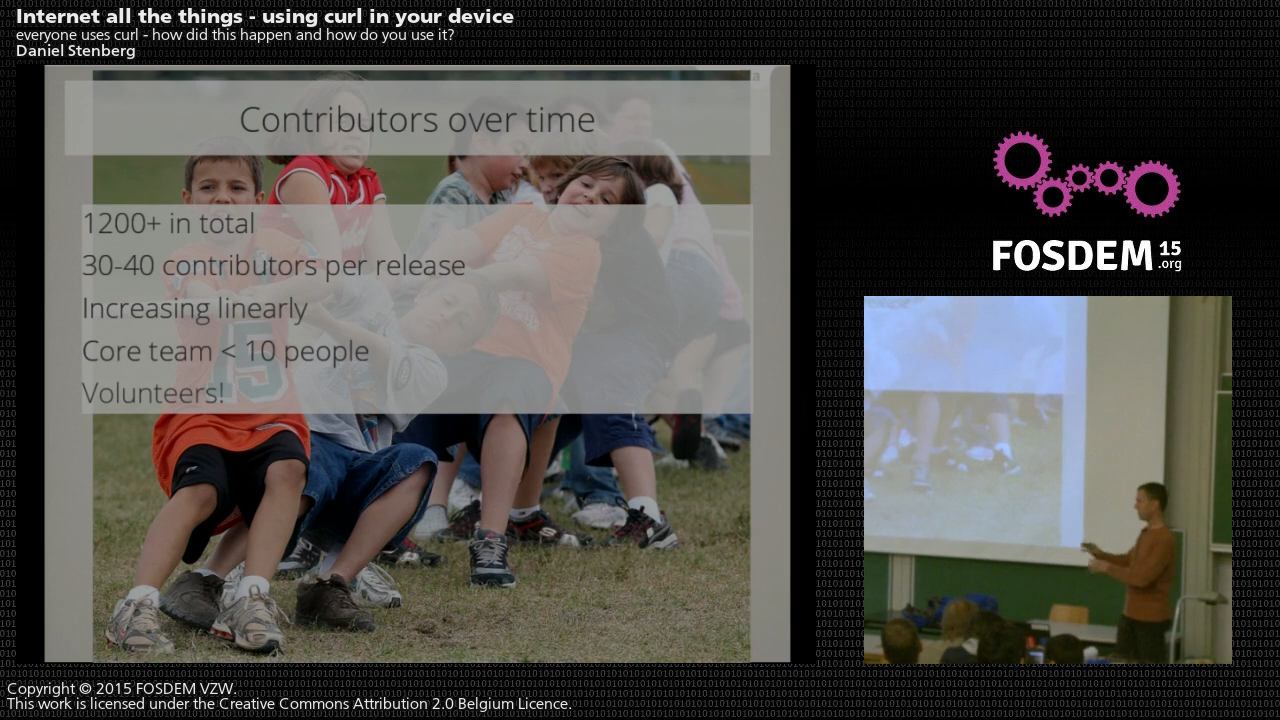 Internet all the things - using curl in your device
everyone uses curl - how did this happen and how do you use it?
Daniel Stenberg
Contributors over time
1200+ in total
30-40 contributors per release
Increasing linearly
Core team < 10 people
Volunteers!
15
FOSDEM 15
.org
Copyright © 2015 FOSDEM VZW.
This work is licensed under the Creative Commons Attribution 2.0 Belgium Licence.